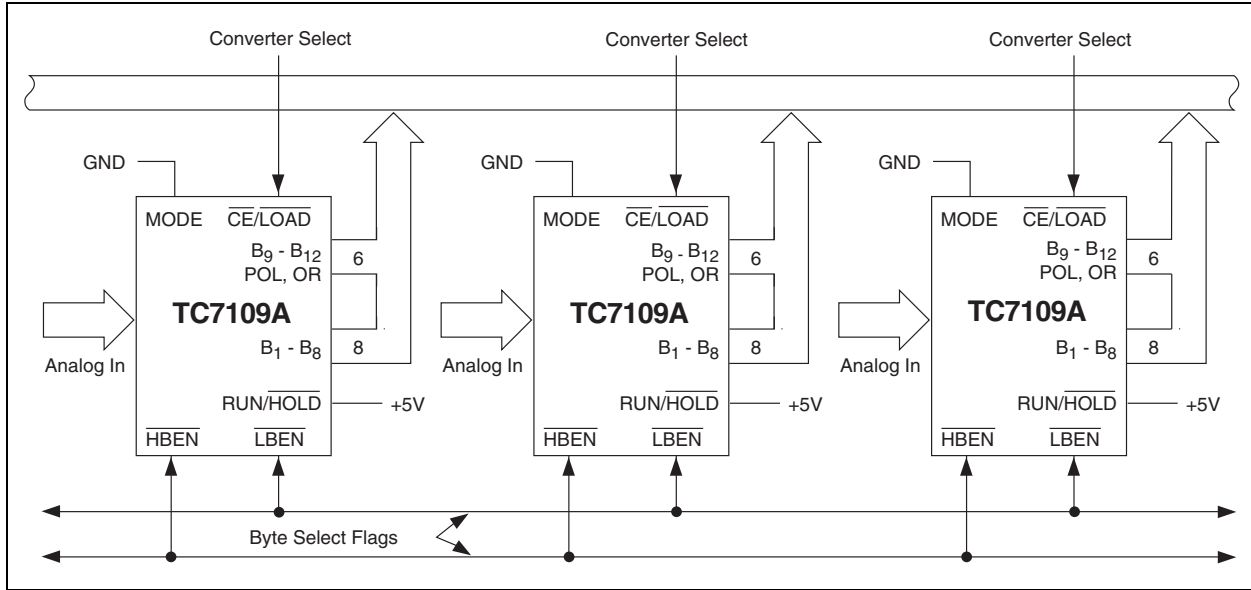 Converter Select
Converter Select
Converter Select
GND
MODE
CE/LOAD
B9 - B12
POL, OR
6
TC7109A
Analog In
B1 - B8
8
RUN/HOLD
+5V
HBEN
LBEN
GND
MODE
CE/LOAD
B9 - B12
POL, OR
6
TC7109A
Analog In
B1 - B8
8
RUN/HOLD
+5V
HBEN
LBEN
GND
MODE
CE/LOAD
B9 - B12
POL, OR
6
TC7109A
Analog In
B1 - B8
8
RUN/HOLD
+5V
HBEN
LBEN
Byte Select Flags